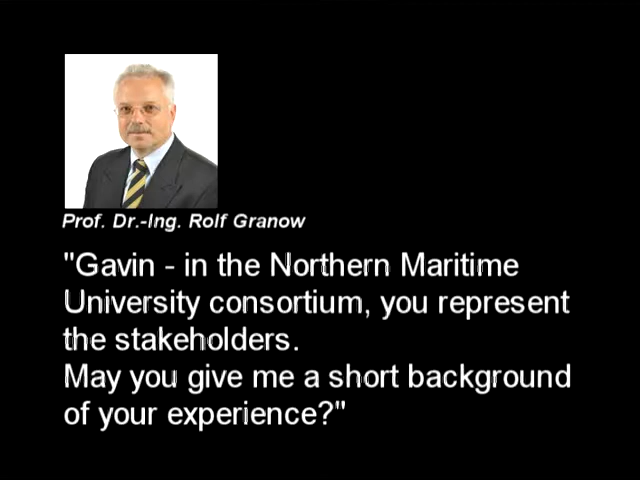 Prof. Dr.-Ing. Rolf Granow
"Gavin - in the Northern Maritime
University consortium, you represent
the stakeholders.
May you give me a short background
of your experience?"